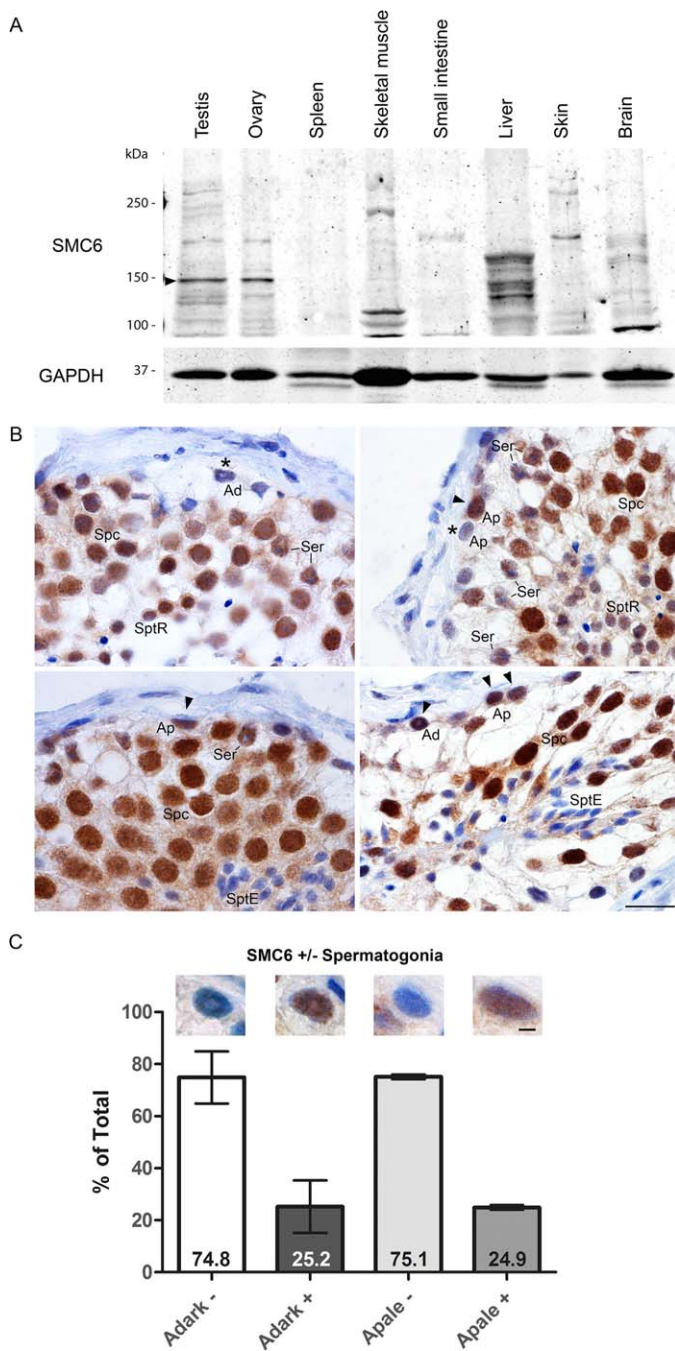 A
Testis
Ovary
Spleen
Skeletal muscle
Small intestine
Liver
Skin
Brain
kDa
250 -
SMC6
150 -
100 -
GAPDH
37 -
B
*
Ad
Spc
Ser
SptR
Ser
Spc
Ap
*
Ap
Ser
SptR
Ser
Ap
Ser
Spc
SptE
Ad
Ap
Spc
SptE
C
SMC6 +/- Spermatogonia
% of Total
100
80
60
40
20
0
74.8
25.2
75.1
24.9
Adark -
Adark +
Apale -
Apale +